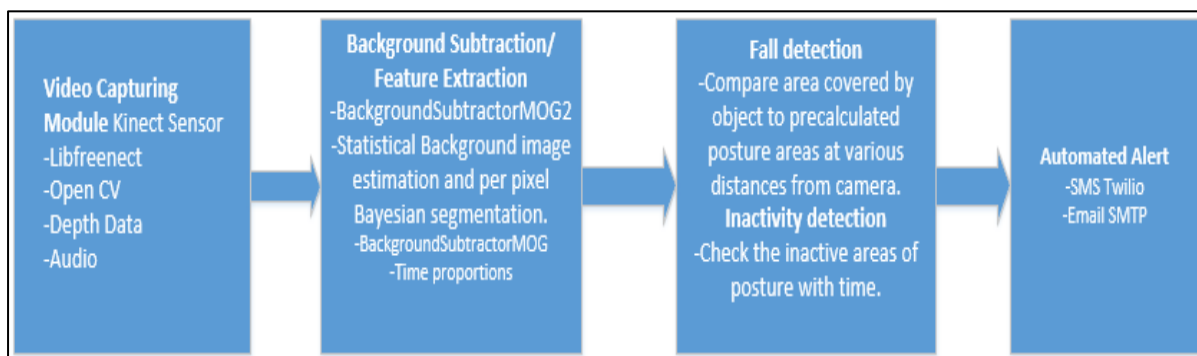 Video Capturing
Module Kinect Sensor
-Libfreenect
-Open CV
-Depth Data
-Audio
Background Subtraction/
Feature Extraction
-BackgroundSubtractorMOG2
-Statistical Background image
estimation and per pixel
Bayesian segmentation.
-BackgroundSubtractorMOG
-Time proportions
Fall detection
-Compare area covered by
object to precalculated
posture areas at various
distances from camera.
Inactivity detection
-Check the inactive areas of
posture with time.
Automated Alert
-SMS Twilio
-Email SMTP